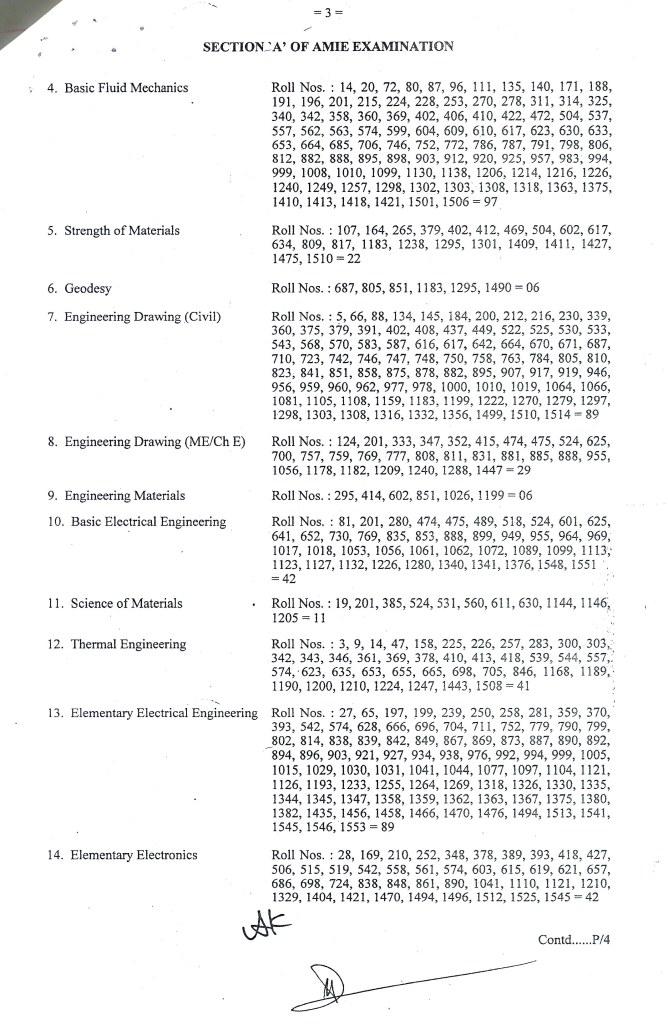 = 3 =
SECTION 'A' OF AMIE EXAMINATION
4. Basic Fluid Mechanics Roll Nos. : 14, 20, 72, 80, 87, 96, 111, 135, 140, 171, 188,
191, 196, 201, 215, 224, 228, 253, 270, 278, 311, 314, 325,
340, 342, 358, 360, 369, 402, 406, 410, 422, 472, 504, 537,
557, 562, 563, 574, 599, 604, 609, 610, 617, 623, 630, 633,
653, 664, 685, 706, 746, 752, 772, 786, 787, 791, 798, 806,
812, 882, 888, 895, 898, 903, 912, 920, 925, 957, 983, 994,
999, 1008, 1010, 1099, 1130, 1138, 1206, 1214, 1216, 1226,
1240, 1249, 1257, 1298, 1302, 1303, 1308, 1318, 1363, 1375,
1410, 1413, 1418, 1421, 1501, 1506 = 97
5. Strength of Materials Roll Nos. : 107, 164, 265, 379, 402, 412, 469, 504, 602, 617,
634, 809, 817, 1183, 1238, 1295, 1301, 1409, 1411, 1427,
1475, 1510 = 22
6. Geodesy Roll Nos. : 687, 805, 851, 1183, 1295, 1490 = 06
7. Engineering Drawing (Civil) Roll Nos. : 5, 66, 88, 134, 145, 184, 200, 212, 216, 230, 339,
360, 375, 379, 391, 402, 408, 437, 449, 522, 525, 530, 533,
543, 568, 570, 583, 587, 616, 617, 642, 664, 670, 671, 687,
710, 723, 742, 746, 747, 748, 750, 758, 763, 784, 805, 810,
823, 841, 851, 858, 875, 878, 882, 895, 907, 917, 919, 946,
956, 959, 960, 962, 977, 978, 1000, 1010, 1019, 1064, 1066,
1081, 1105, 1108, 1159, 1183, 1199, 1222, 1270, 1279, 1297,
1298, 1303, 1308, 1316, 1332, 1356, 1499, 1510, 1514 = 89
8. Engineering Drawing (ME/Ch E) Roll Nos. : 124, 201, 333, 347, 352, 415, 474, 475, 524, 625,
700, 757, 759, 769, 777, 808, 811, 831, 881, 885, 888, 955,
1056, 1178, 1182, 1209, 1240, 1288, 1447 = 29
9. Engineering Materials Roll Nos. : 295, 414, 602, 851, 1026, 1199 = 06
10. Basic Electrical Engineering Roll Nos. : 81, 201, 280, 474, 475, 489, 518, 524, 601, 625,
641, 652, 730, 769, 835, 853, 888, 899, 949, 955, 964, 969,
1017, 1018, 1053, 1056, 1061, 1062, 1072, 1089, 1099, 1113,
1123, 1127, 1132, 1226, 1280, 1340, 1341, 1376, 1548, 1551
= 42
11. Science of Materials Roll Nos. : 19, 201, 385, 524, 531, 560, 611, 630, 1144, 1146,
1205 = 11
12. Thermal Engineering Roll Nos. : 3, 9, 14, 47, 158, 225, 226, 257, 283, 300, 303,
342, 343, 346, 361, 369, 378, 410, 413, 418, 539, 544, 557,
574, 623, 635, 653, 655, 665, 698, 705, 846, 1168, 1189,
1190, 1200, 1210, 1224, 1247, 1443, 1508 = 41
13. Elementary Electrical Engineering Roll Nos. : 27, 65, 197, 199, 239, 250, 258, 281, 359, 370,
393, 542, 574, 628, 666, 696, 704, 711, 752, 779, 790, 799,
802, 814, 838, 839, 842, 849, 867, 869, 873, 887, 890, 892,
894, 896, 903, 921, 927, 934, 938, 976, 992, 994, 999, 1005,
1015, 1029, 1030, 1031, 1041, 1044, 1077, 1097, 1104, 1121,
1126, 1193, 1233, 1255, 1264, 1269, 1318, 1326, 1330, 1335,
1344, 1345, 1347, 1358, 1359, 1362, 1363, 1367, 1375, 1380,
1382, 1435, 1456, 1458, 1466, 1470, 1476, 1494, 1513, 1541,
1545, 1546, 1553 = 89
14. Elementary Electronics Roll Nos. : 28, 169, 210, 252, 348, 378, 389, 393, 418, 427,
506, 515, 519, 542, 558, 561, 574, 603, 615, 619, 621, 657,
686, 698, 724, 838, 848, 861, 890, 1041, 1110, 1121, 1210,
1329, 1404, 1421, 1470, 1494, 1496, 1512, 1525, 1545 = 42
Contd......P/4